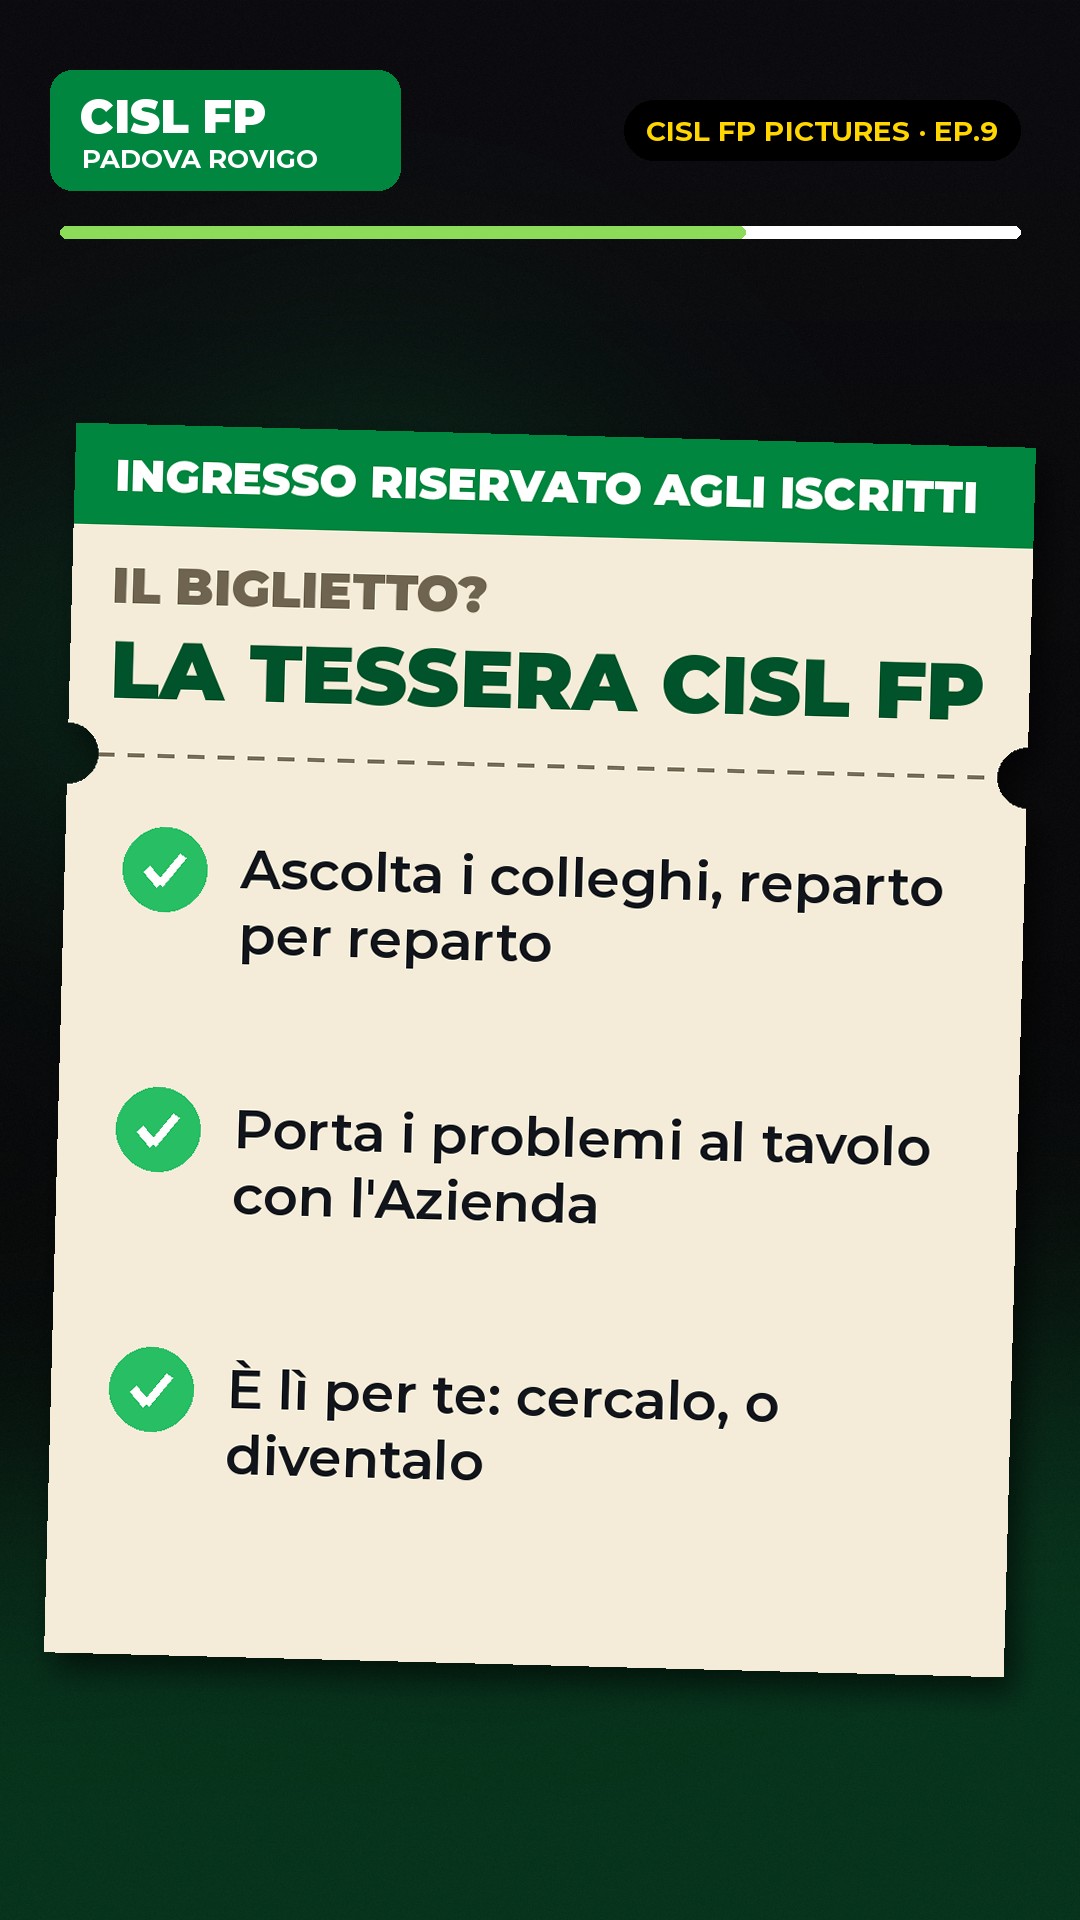 CISL FP
PADOVA ROVIGO
CISL FP PICTURES · EP.9
INGRESSO RISERVATO AGLI ISCRITTI
IL BIGLIETTO?
LA TESSERA CISL FP
Ascolta i colleghi, reparto
per reparto
Porta i problemi al tavolo
con l'Azienda
È lì per te: cercalo, o
diventalo